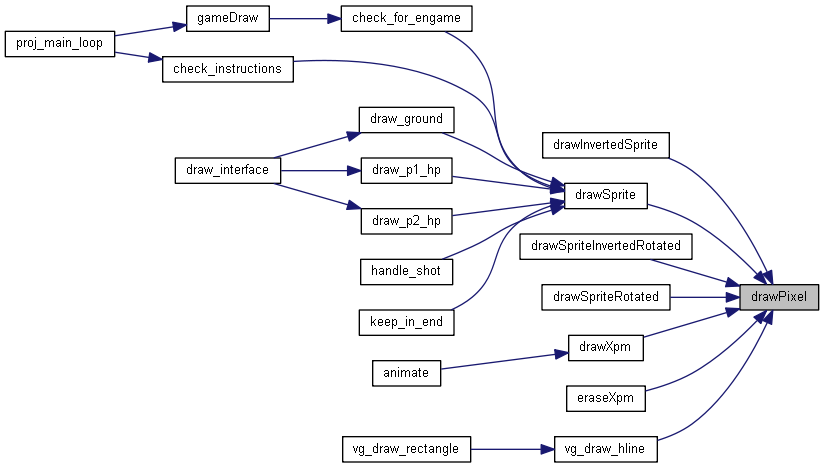 gameDraw
check_for_engame
proj_main_loop
check_instructions
draw_ground
drawInvertedSprite
draw_interface
draw_p1_hp
drawSprite
draw_p2_hp
drawSpriteInvertedRotated
handle_shot
drawSpriteRotated
drawPixel
keep_in_end
drawXpm
animate
eraseXpm
vg_draw_rectangle
vg_draw_hline